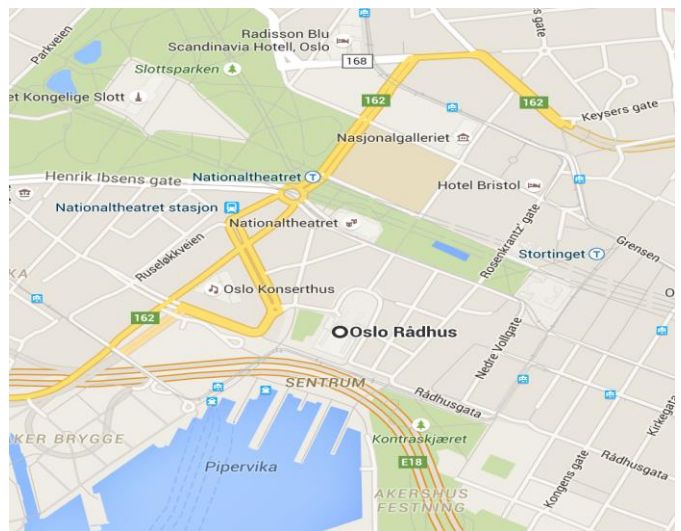 Parkveien
Radisson Blu
Scandinavia Hotell, Oslo
168
Slottsparken
et Kongelige Slott
162
162
Keysers gate
Nasjonalgalleriet
Henrik Ibsens gate
Nationaltheatret
Hotel Bristol
Nationaltheatret stasjon
Nationaltheatret
Rosenkrantz' gate
Grensen
Stortinget
Ruseløkkveien
KA
Oslo Konserthus
O
162
Oslo Rådhus
Nedre Vollgate
SENTRUM
Rådhusgata
Kirkegata
KER BRYGGE
Kontraskjæret
Rådhusgata
Pipervika
E18
Kongens gate
AKERSHUS
FESTNING